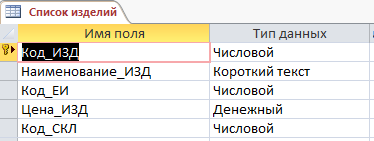 Список изделий
Имя поля Тип данных
Код_ИЗД Числовой
Наименование_ИЗД Короткий текст
Код_ЕИ Числовой
Цена_ИЗД Денежный
Код_СКЛ Числовой